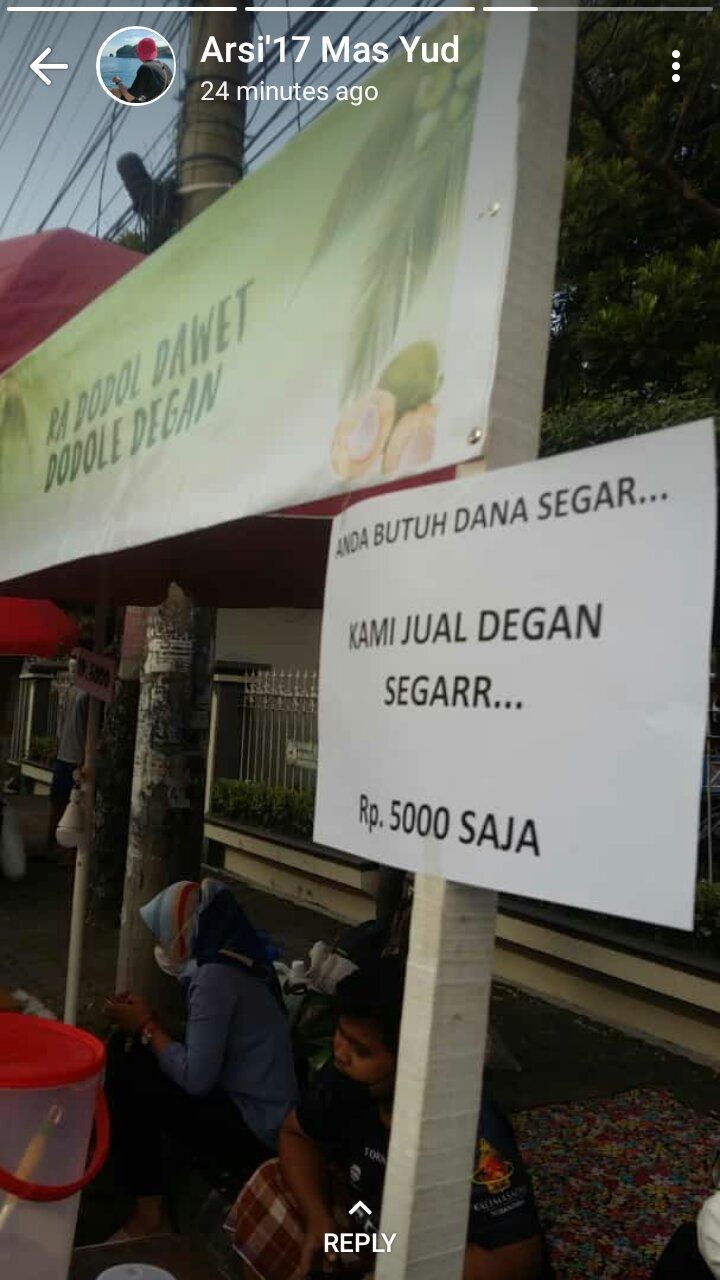 Arsi'17 Mas Yud
24 minutes ago
RA DODOL DAWET
DODOLE DEGAN
ANDA BUTUH DANA SEGAR...
KAMI JUAL DEGAN
SEGARR...
Rp. 5000 SAJA
REPLY